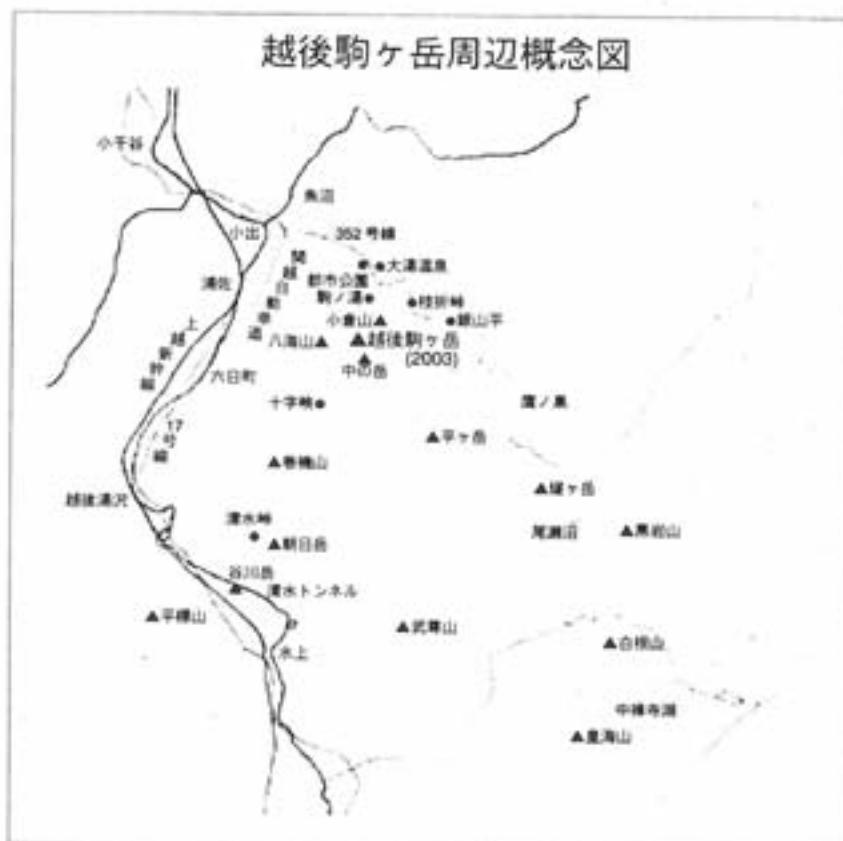 越後駒ヶ岳周辺概念図
小千谷
魚沼
小出
352号線
関越自動車道
大湯温泉
都市公園
浦佐
駒ノ湯
枝折峠
小倉山
銀山平
上越新幹線
八海山
越後駒ヶ岳
(2003)
中の岳
六日町
十字峡
鷹ノ巣
17号線
平ヶ岳
巻機山
越後湯沢
燧ヶ岳
清水峠
尾瀬沼
黒岩山
朝日岳
谷川岳
清水トンネル
平標山
武尊山
水上
白根山
中禅寺湖
皇海山